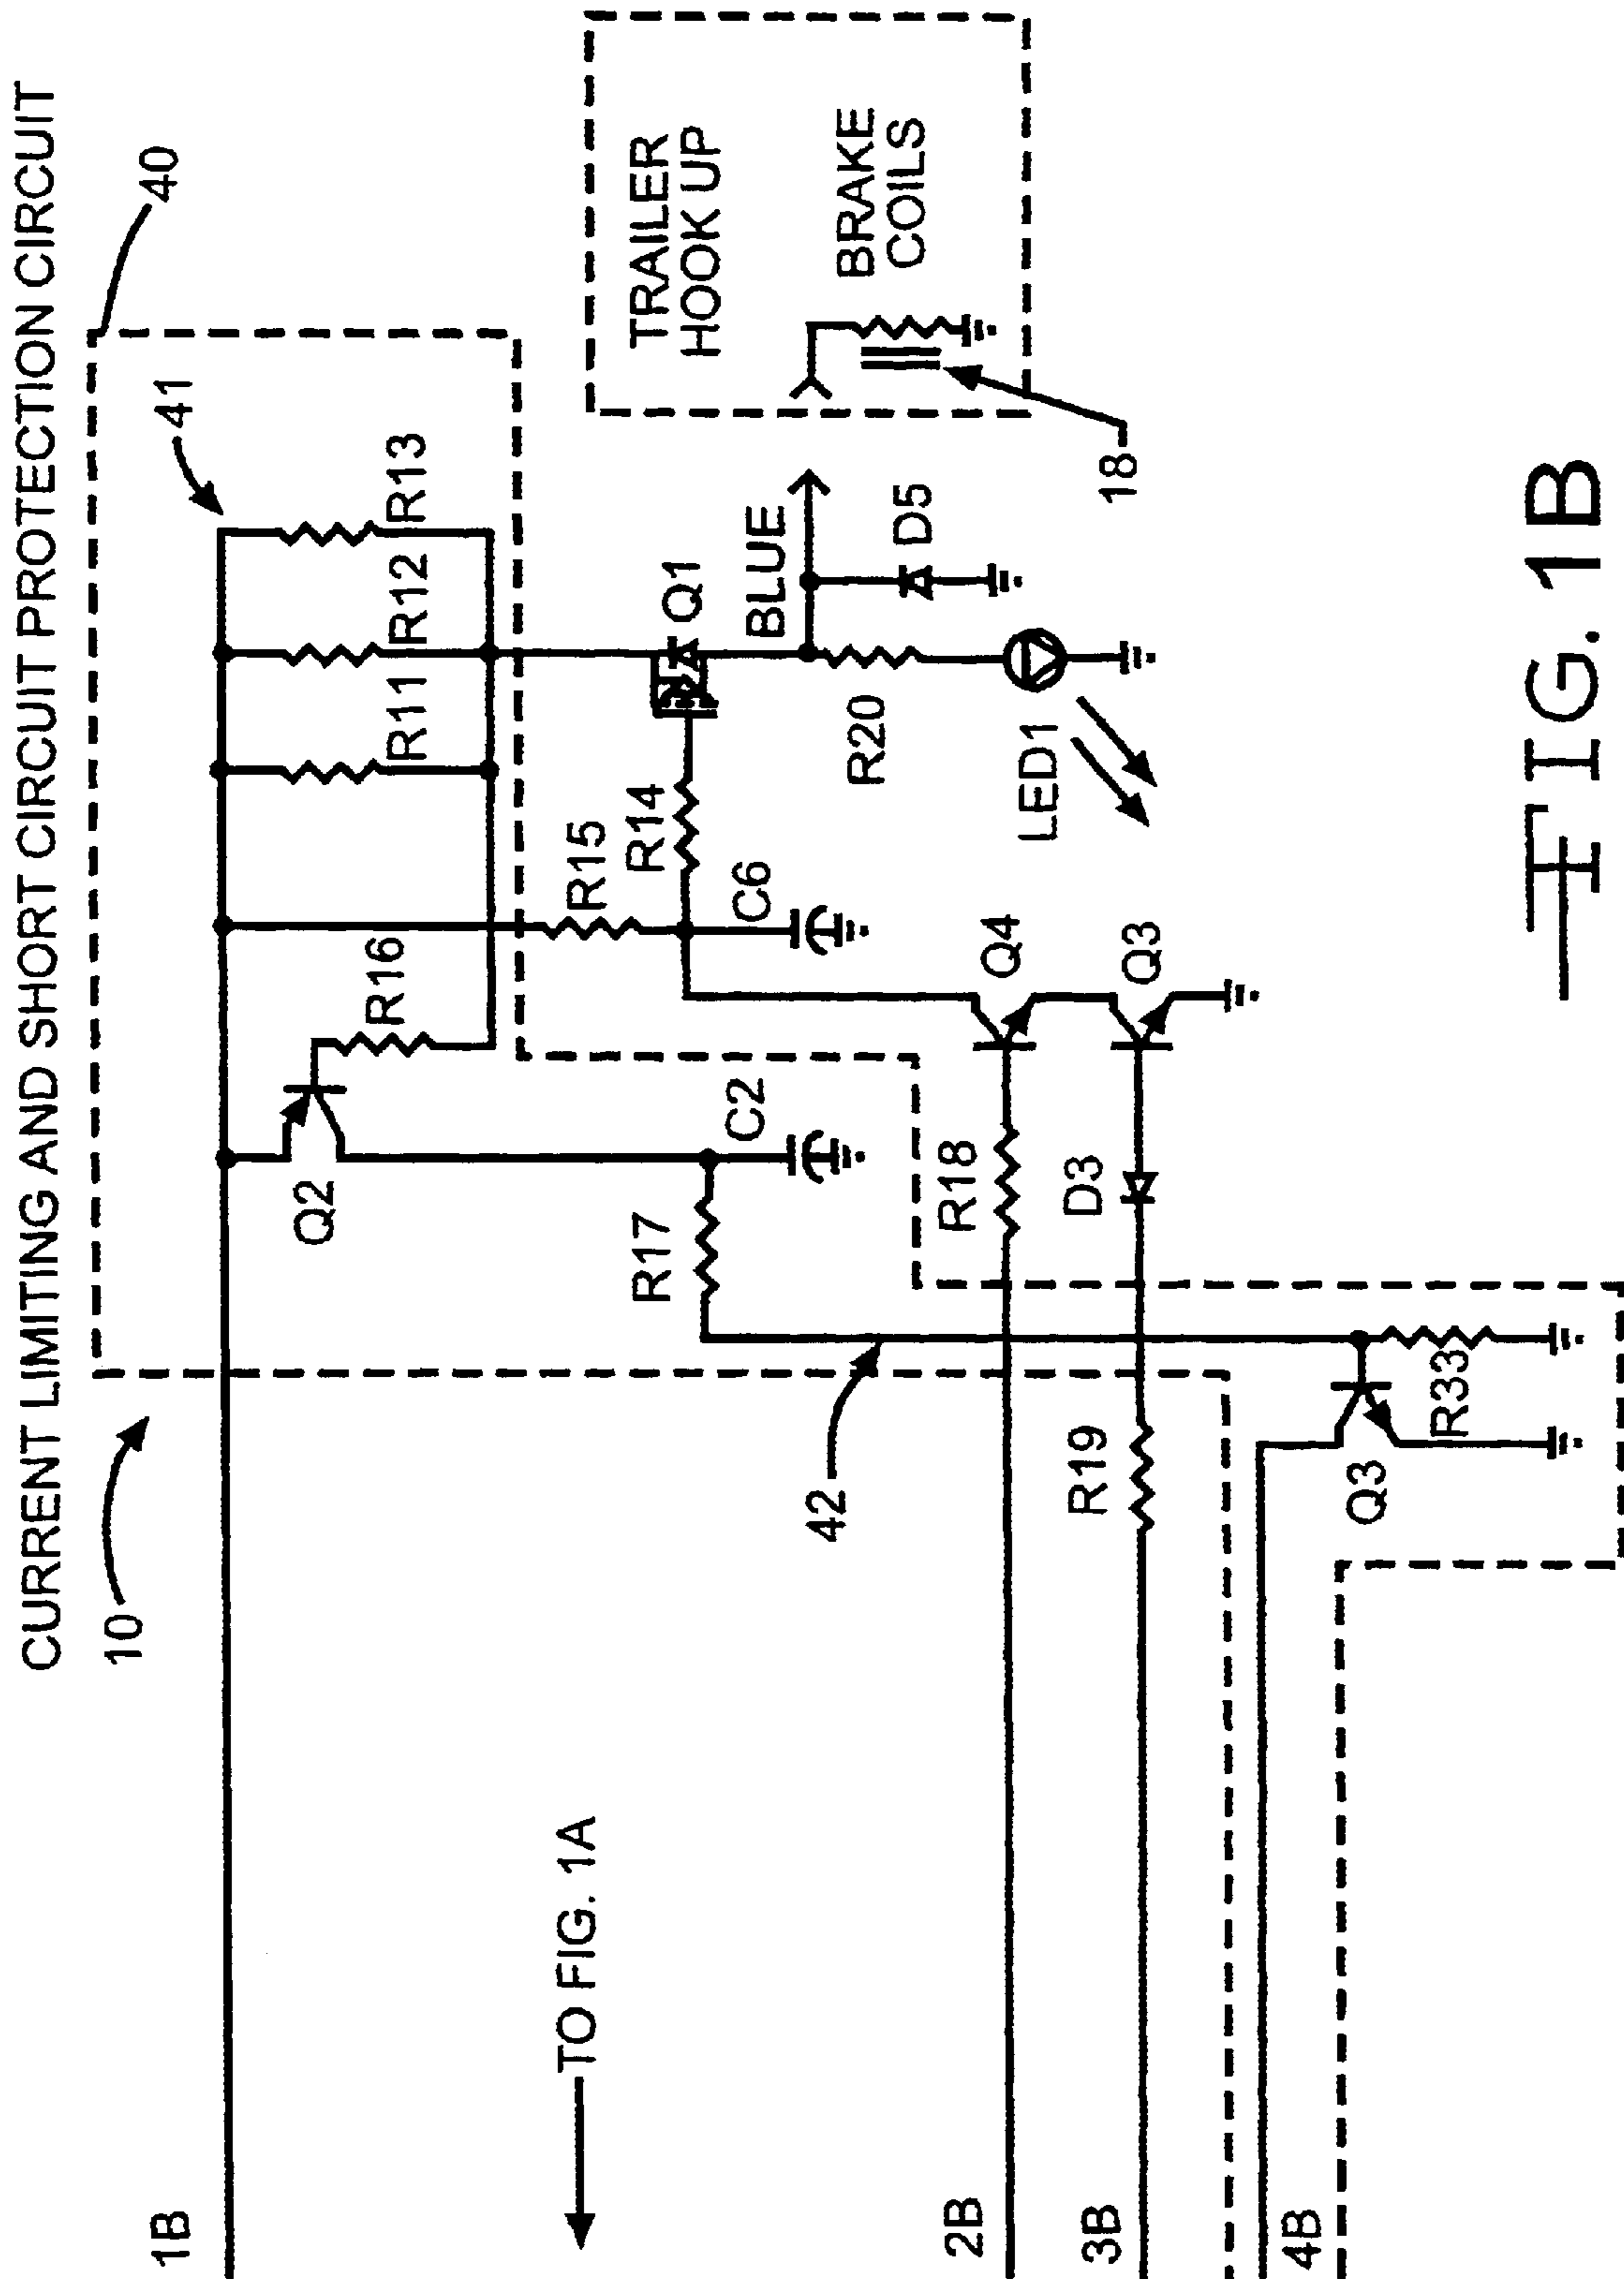 CURRENT LIMITING AND SHORT CIRCUIT PROTECTION CIRCUIT
10
40
41
1B
Q2
R16
R11
R12
R13
R15
R14
Q1
TRAILER
HOOK UP
BRAKE
COILS
18
BLUE
D5
R20
LED1
C6
C2
R17
TO FIG. 1A
42
2B
R18
Q4
3B
R19
D3
Q3
4B
Q3
R33
FIG. 1B